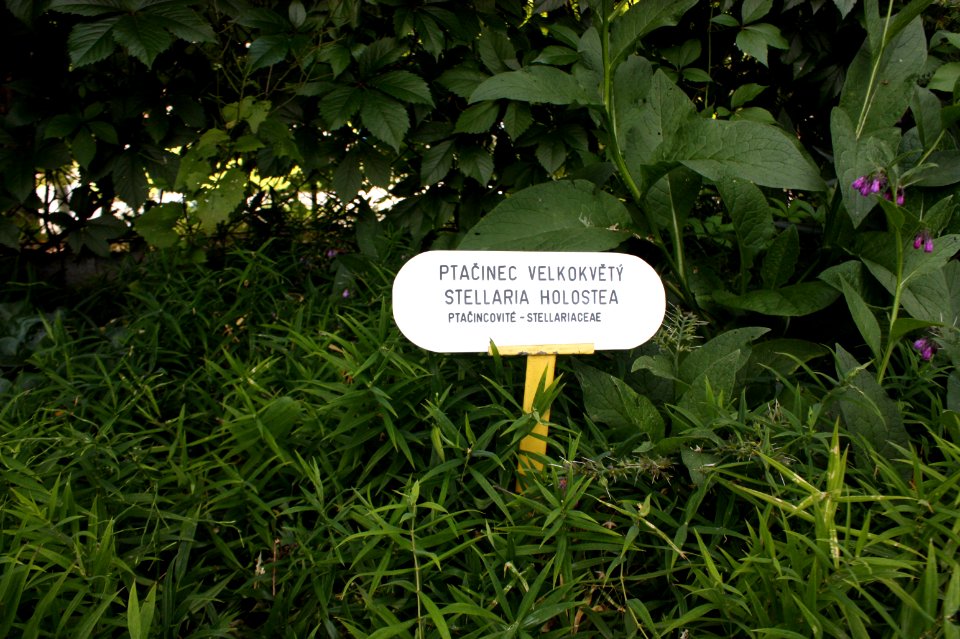 PTAČINEC VELKOKVĚTÝ
STELLARIA HOLOSTEA
PTAČINCOVITÉ - STELLARIACEAE